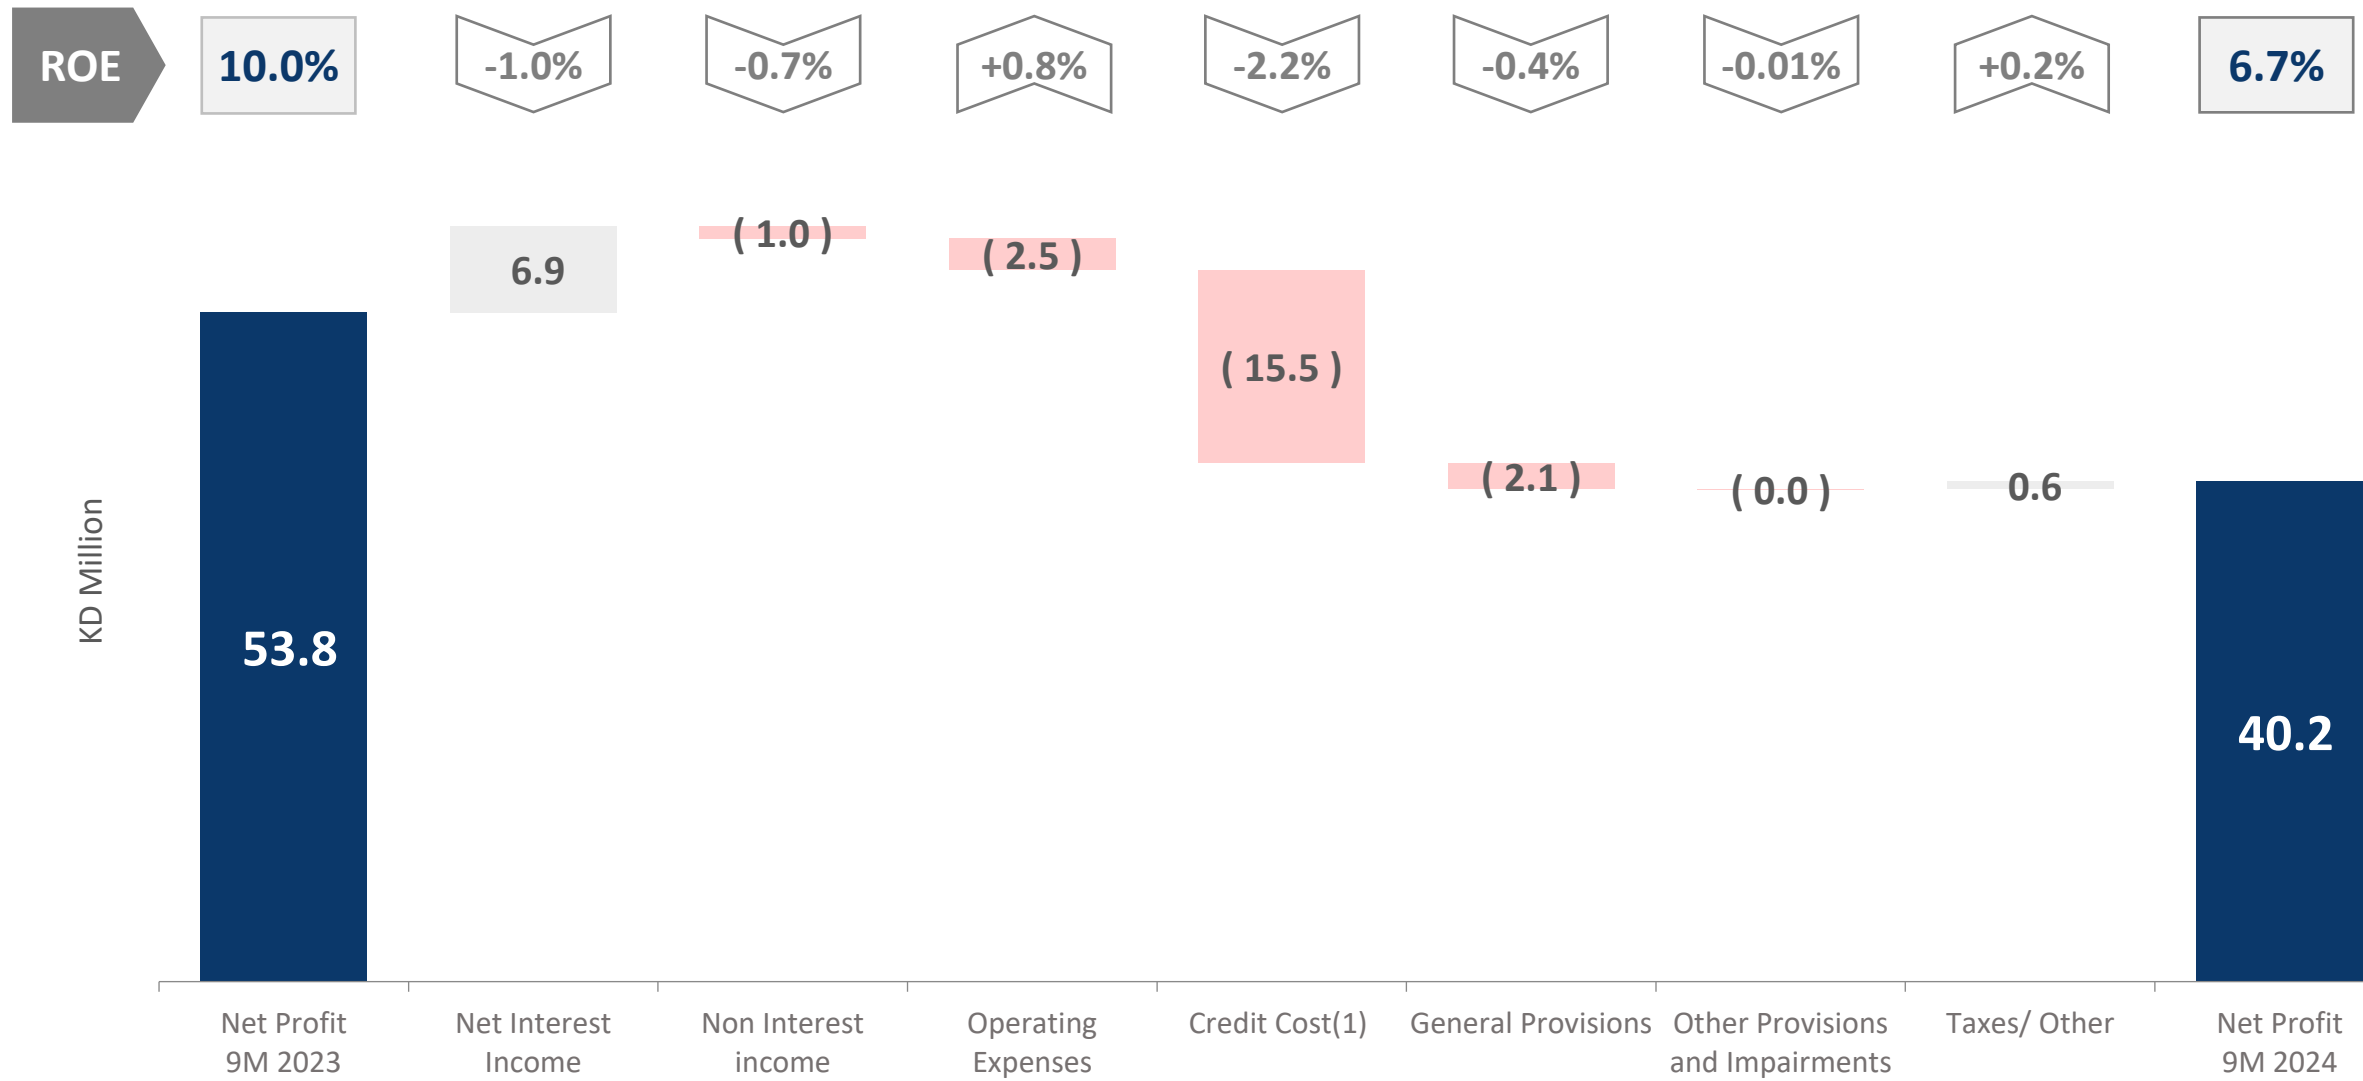 ROE
10.0%
-1.0%
-0.7%
+0.8%
-2.2%
-0.4%
-0.01%
+0.2%
6.7%
KD Million
53.8
6.9
( 1.0 )
( 2.5 )
( 15.5 )
( 2.1 )
( 0.0 )
0.6
40.2
Net Profit
9M 2023
Net Interest
Income
Non Interest
income
Operating
Expenses
Credit Cost(1)
General Provisions
Other Provisions
and Impairments
Taxes/ Other
Net Profit
9M 2024